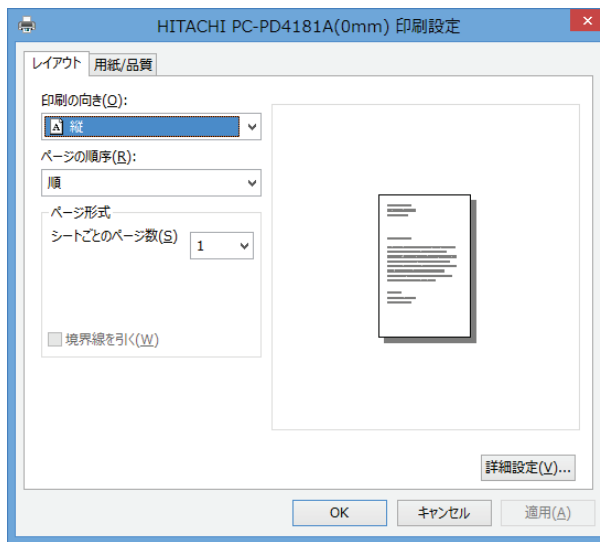 HITACHI PC-PD4181A(0mm) 印刷設定
レイアウト 用紙/品質
印刷の向き(O):
縦
ページの順序(R):
順
ページ形式
シートごとのページ数(S)
1
境界線を引く(W)
詳細設定(V)...
OK キャンセル 適用(A)